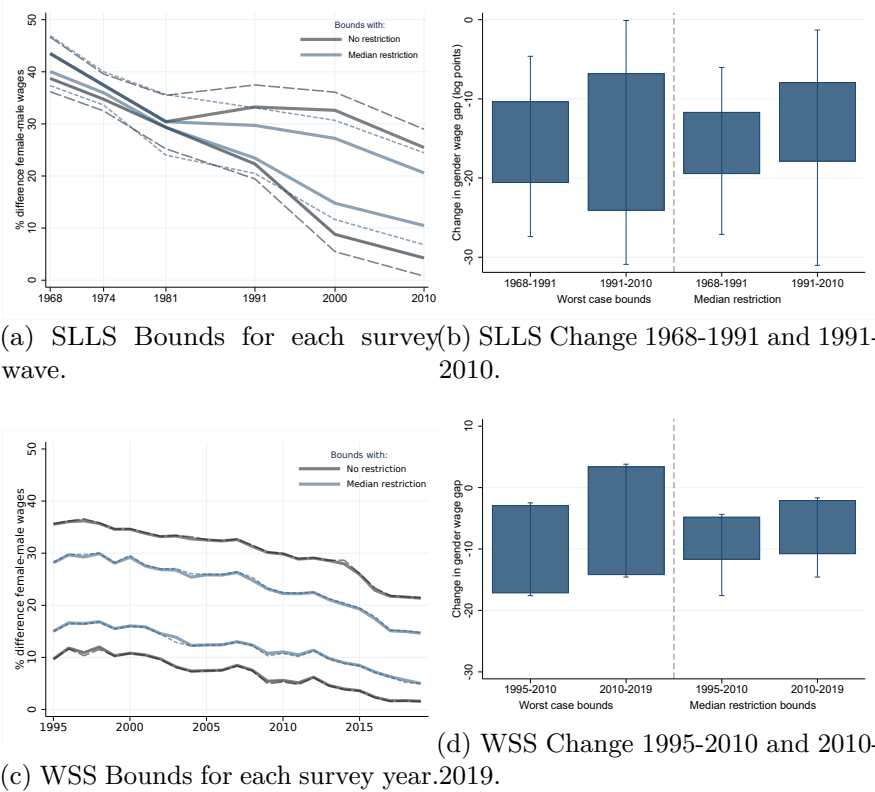 Bounds with:
No restriction
Median restriction
% difference female-male wages
50
40
30
20
10
0
1968 1974 1981 1991 2000 2010
(a) SLLS Bounds for each survey
wave.
Change in gender wage gap (log points)
0
-10
-20
-30
1968-1991 1991-2010 1968-1991 1991-2010
Worst case bounds Median restriction
(b) SLLS Change 1968-1991 and 1991-
2010.
Bounds with:
No restriction
Median restriction
% difference female-male wages
50
40
30
20
10
0
1995 2000 2005 2010 2015
(c) WSS Bounds for each survey year.
Change in gender wage gap
10
0
-10
-20
-30
1995-2010 2010-2019 1995-2010 2010-2019
Worst case bounds Median restriction bounds
(d) WSS Change 1995-2010 and 2010-
2019.